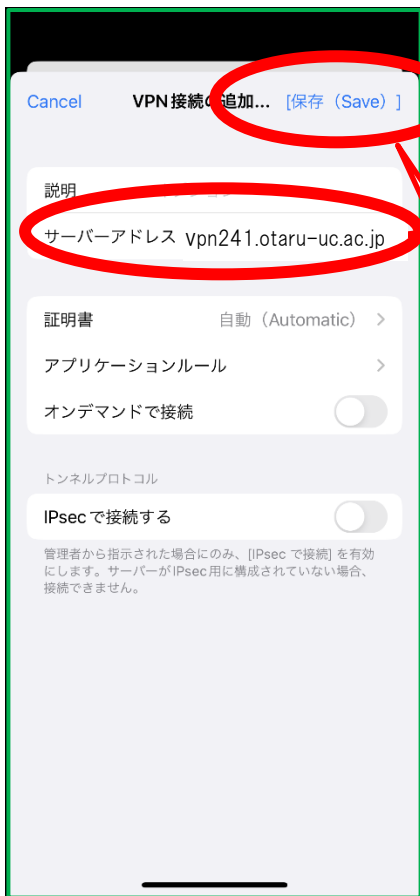 Cancel VPN 接続の追加... [保存（Save）]
説明
サーバーアドレス vpn241.otaru-uc.ac.jp
証明書 自動（Automatic）
アプリケーションルール
オンデマンドで接続
トンネルプロトコル
IPsec で接続する
管理者から指示された場合にのみ、[IPsec で接続] を有効
にします。サーバーがIPsec用に構成されていない場合、
接続できません。